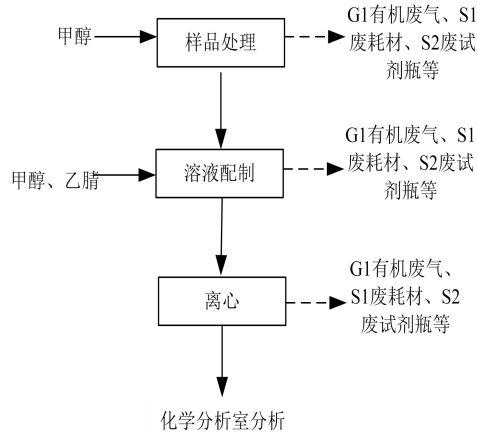 甲醇
样品处理
G1有机废气、S1
废耗材、S2废试
剂瓶等
甲醇、乙腈
溶液配制
G1有机废气、S1
废耗材、S2废试
剂瓶等
离心
G1有机废气、
S1废耗材、S2
废试剂瓶等
化学分析室分析